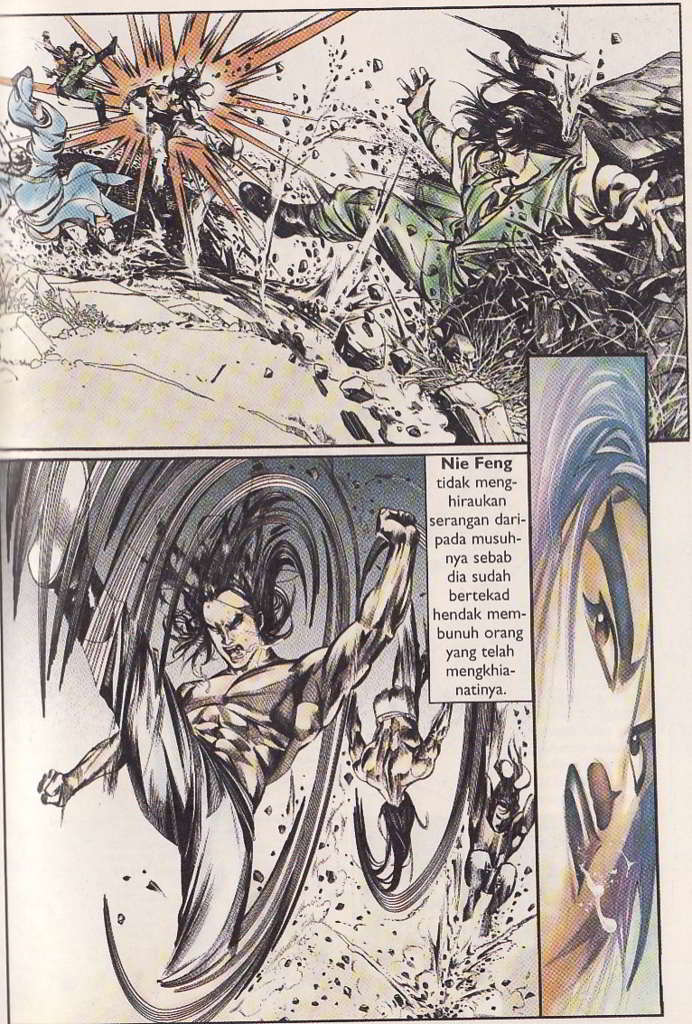 Nie Feng
tidak meng-
hiraukan
serangan dari-
pada musuh-
nya sebab
dia sudah
bertekad
hendak mem-
bunuh orang
yang telah
mengkhia-
natinya.